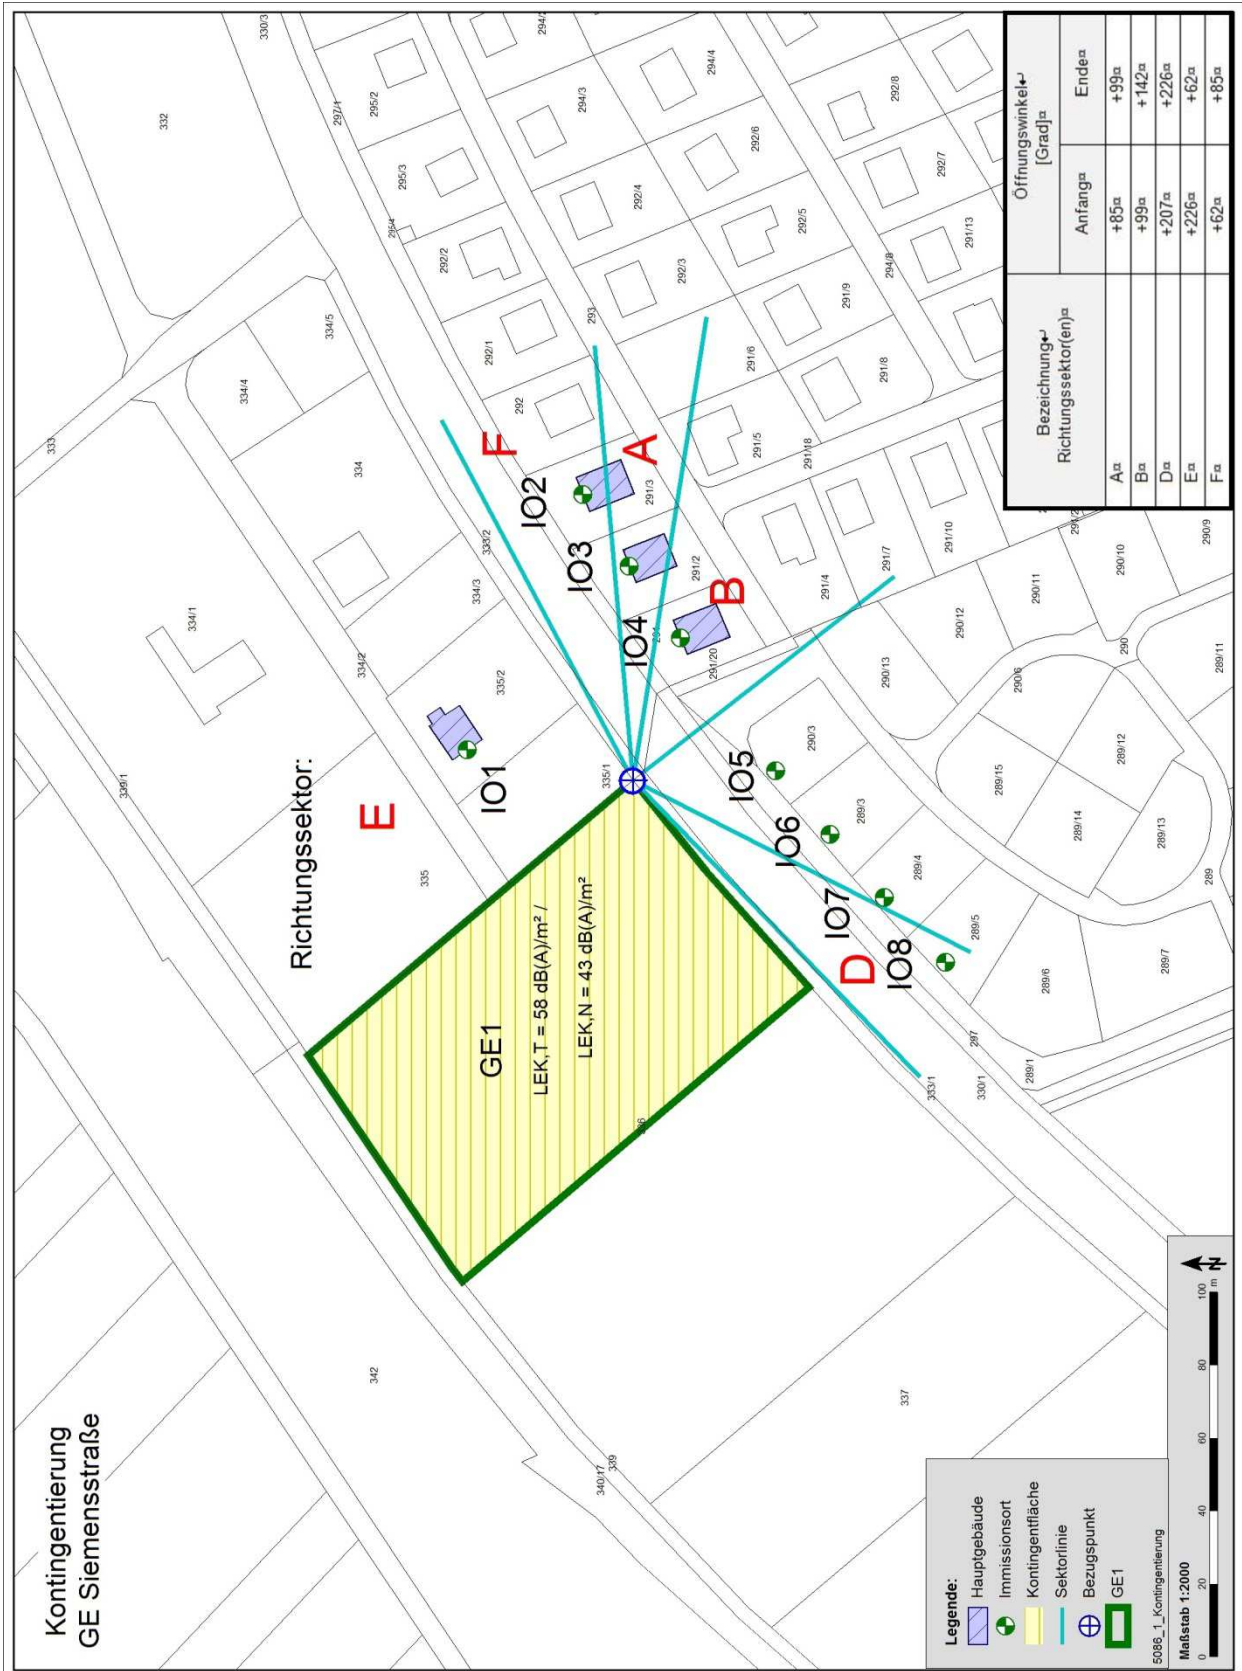 Kontingentierung
GE Siemensstraße
Richtungssektor:
E
F
A
B
D
IO1
IO2
IO3
IO4
IO5
IO6
IO7
IO8
GE1
LEK,T = 58 dB(A)/m² /
LEK,N = 43 dB(A)/m²
342
340/17
339
339/1
337
336
335
335/1
335/2
334/2
334/1
334/3
334
334/4
334/5
333
333/2
333/1
332
330/3
330/1
297/1
297
295/2
295/3
295/4
294/2
294/3
294/4
294/8
293
292
292/1
292/2
292/3
292/4
292/5
292/6
292/7
292/8
291/2
291/3
291/4
291/5
291/6
291/7
291/8
291/9
291/10
291/13
291/18
291/20
290
290/3
290/6
290/9
290/10
290/11
290/12
290/13
289
289/1
289/3
289/4
289/5
289/6
289/7
289/11
289/12
289/13
289/14
289/15
Bezeichnung↵ Öffnungswinkel↵
Richtungssektor(en)¤ [Grad]¤
Anfang¤ Ende¤
A¤ +85¤ +99¤
B¤ +99¤ +142¤
D¤ +207¤ +226¤
E¤ +226¤ +62¤
F¤ +62¤ +85¤
Legende:
Hauptgebäude
Immissionsort
Kontingentfläche
Sektorlinie
Bezugspunkt
GE1
5086_1_Kontingentierung
Maßstab 1:2000
0 20 40 60 80 100
m
N